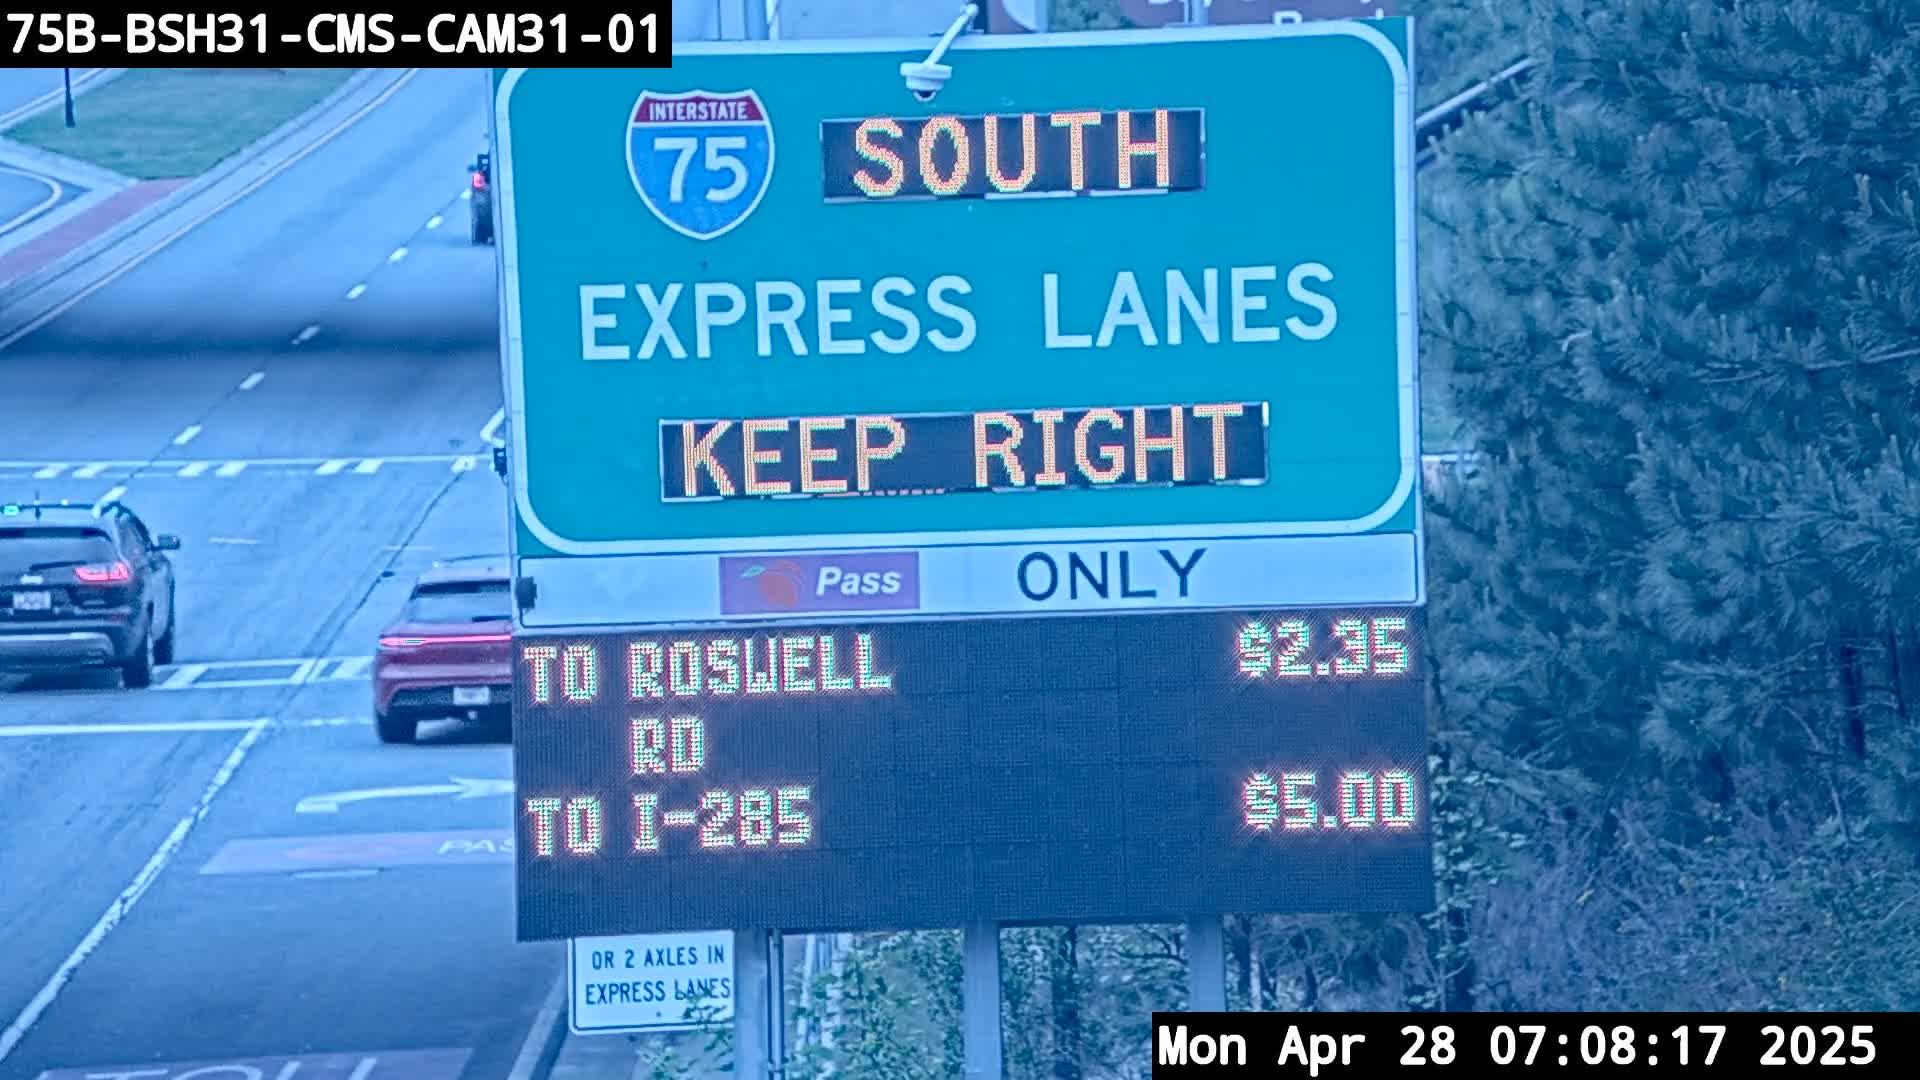 75B-BSH31-CMS-CAM31-01
INTERSTATE
75
SOUTH
EXPRESS LANES
KEEP RIGHT
Pass
ONLY
TO ROSWELL $2.35
RD
TO I-285 $5.00
OR 2 AXLES IN
EXPRESS LANES
TOLL
Mon Apr 28 07:08:17 2025